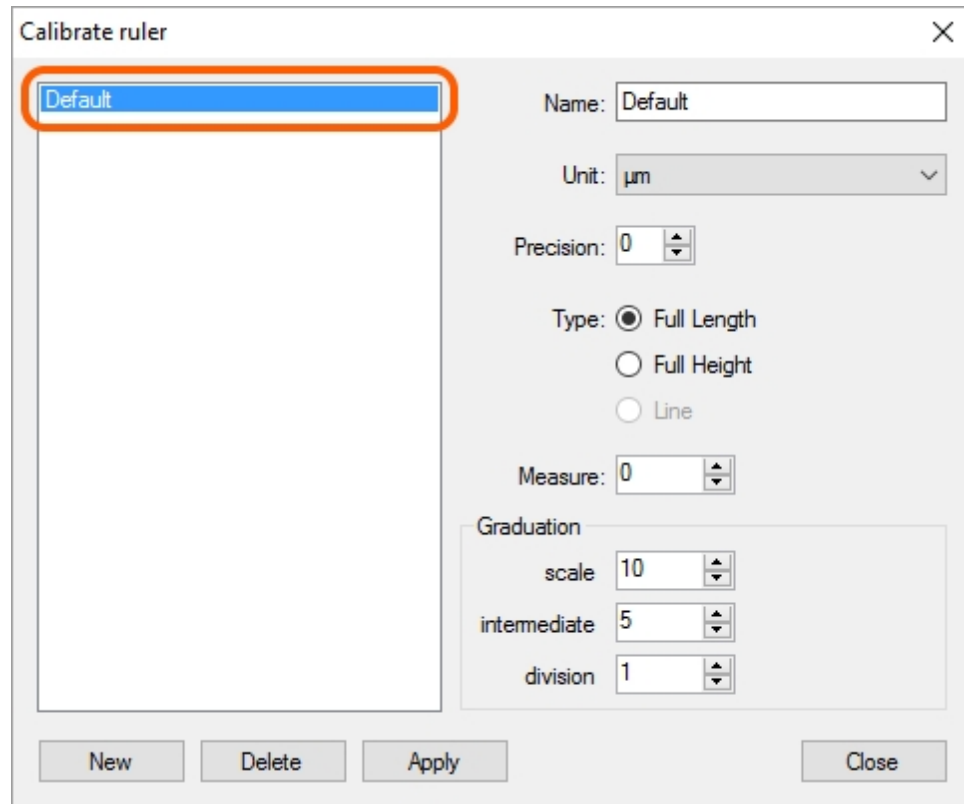 Calibrate ruler
Default
Name: Default
Unit: µm
Precision: 0
Type: Full Length
Full Height
Line
Measure: 0
Graduation
scale 10
intermediate 5
division 1
New Delete Apply Close